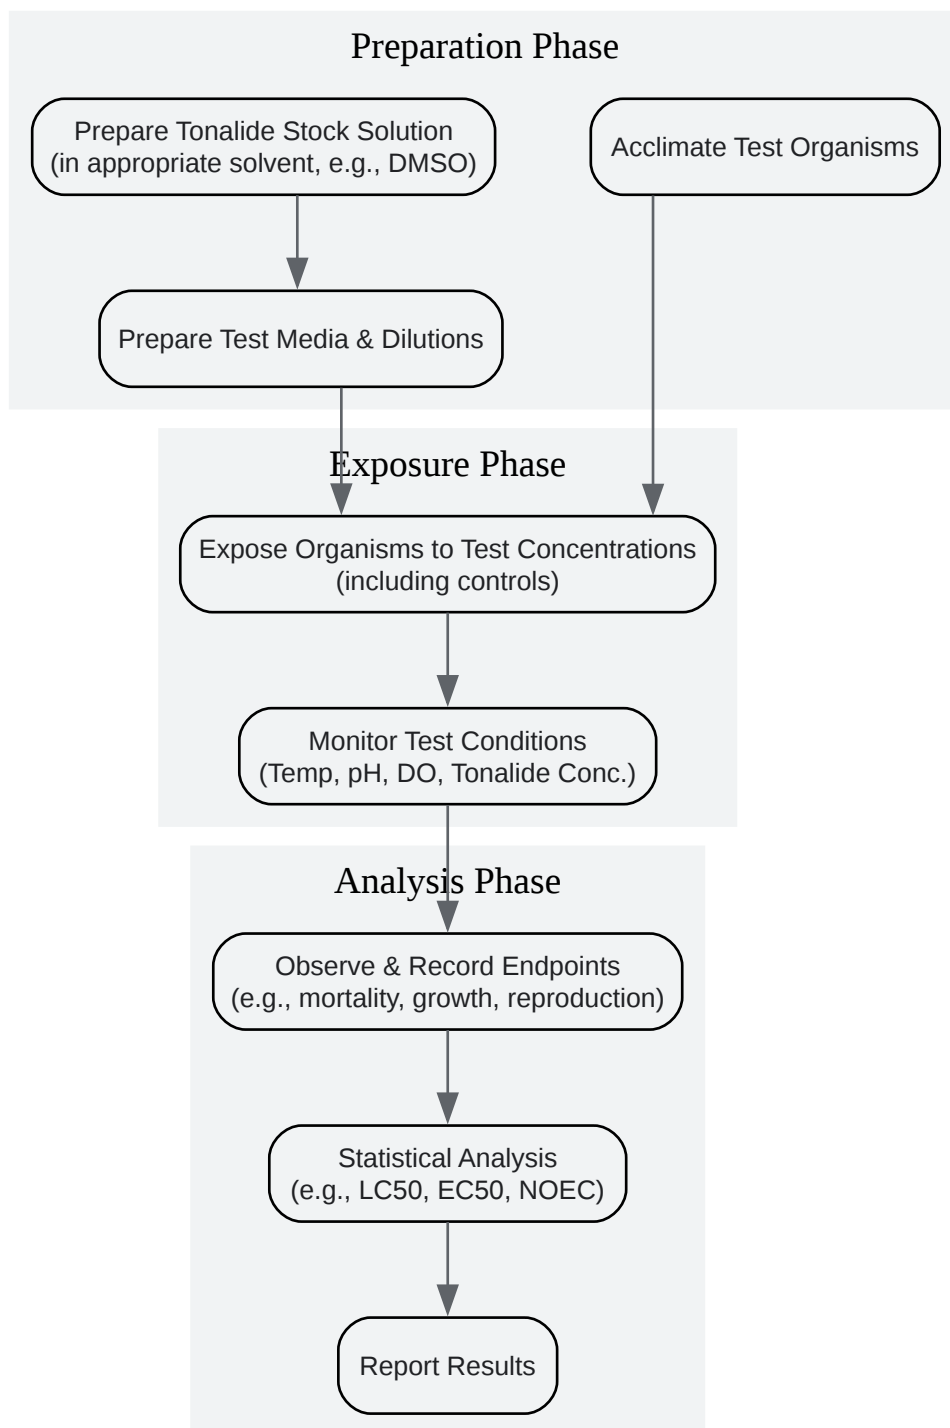 Preparation Phase
Prepare Tonalide Stock Solution
(in appropriate solvent, e.g., DMSO)
Acclimate Test Organisms
Prepare Test Media & Dilutions
Exposure Phase
Expose Organisms to Test Concentrations
(including controls)
Monitor Test Conditions
(Temp, pH, DO, Tonalide Conc.)
Analysis Phase
Observe & Record Endpoints
(e.g., mortality, growth, reproduction)
Statistical Analysis
(e.g., LC50, EC50, NOEC)
Report Results